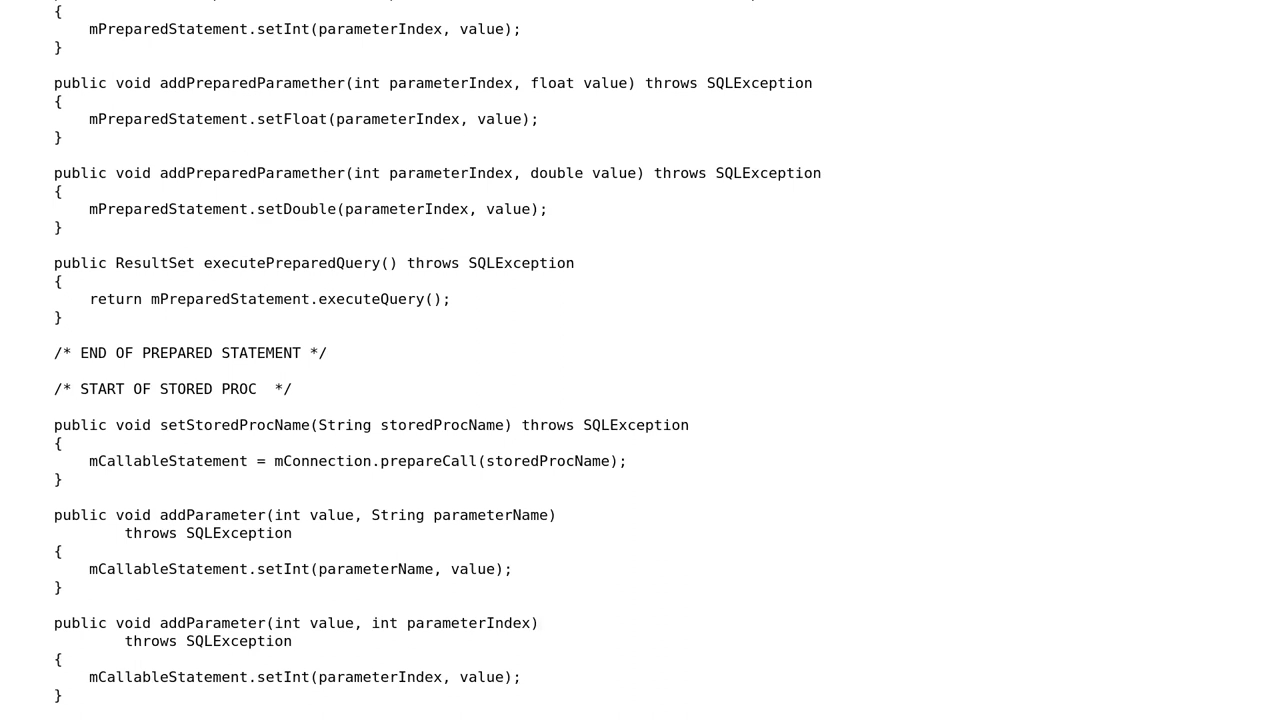 {
    mPreparedStatement.setInt(parameterIndex, value);
}

public void addPreparedParamether(int parameterIndex, float value) throws SQLException
{
    mPreparedStatement.setFloat(parameterIndex, value);
}

public void addPreparedParamether(int parameterIndex, double value) throws SQLException
{
    mPreparedStatement.setDouble(parameterIndex, value);
}

public ResultSet executePreparedQuery() throws SQLException
{
    return mPreparedStatement.executeQuery();
}

/* END OF PREPARED STATEMENT */

/* START OF STORED PROC  */

public void setStoredProcName(String storedProcName) throws SQLException
{
    mCallableStatement = mConnection.prepareCall(storedProcName);
}

public void addParameter(int value, String parameterName)
        throws SQLException
{
    mCallableStatement.setInt(parameterName, value);
}

public void addParameter(int value, int parameterIndex)
        throws SQLException
{
    mCallableStatement.setInt(parameterIndex, value);
}